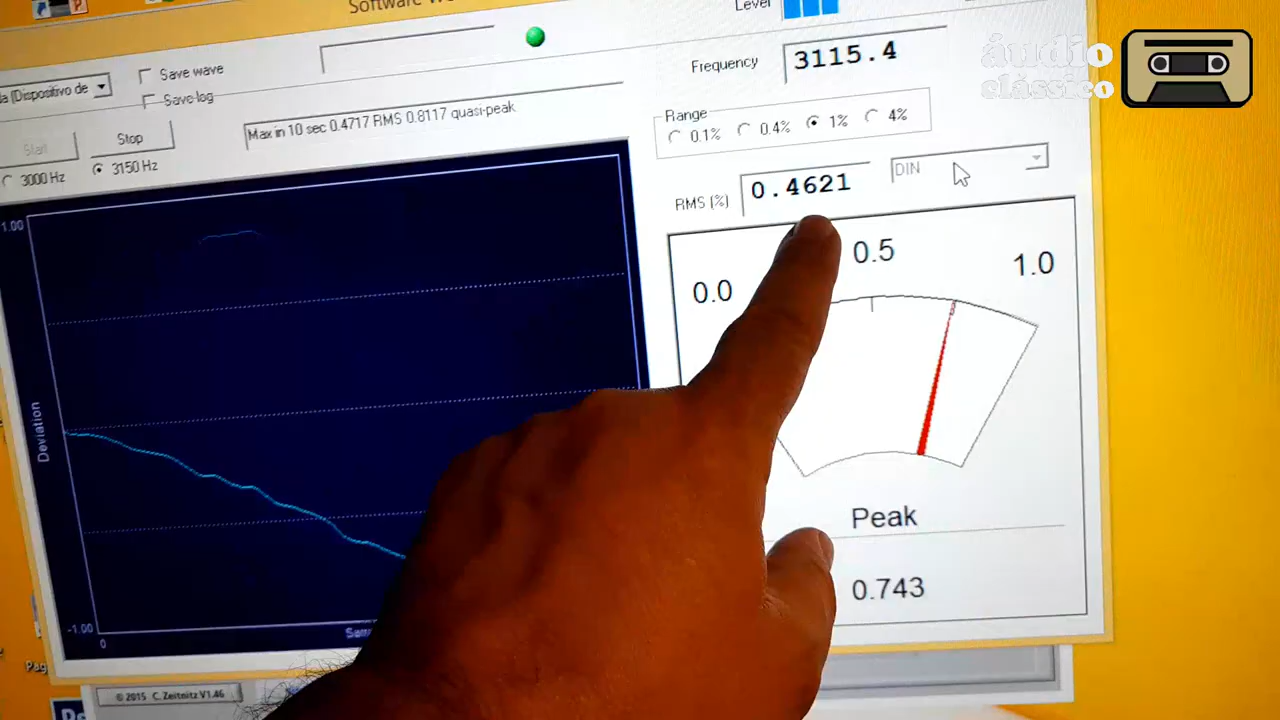 Software W
Level
Save wave
Frequency 3115.4
a (Dispositivo de
Save log
Range
0.1% 0.4% 1% 4%
Start
Stop
Max in 10 sec 0.4717 RMS 0.8117 quasi-peak
3000 Hz
3150 Hz
RMS (%) 0.4621
DIN
1.00
0.0
0.5
1.0
Deviation
Peak
0.743
-1.00
0
© 2015 C. Zeitnitz V1.46
áudio
clássico